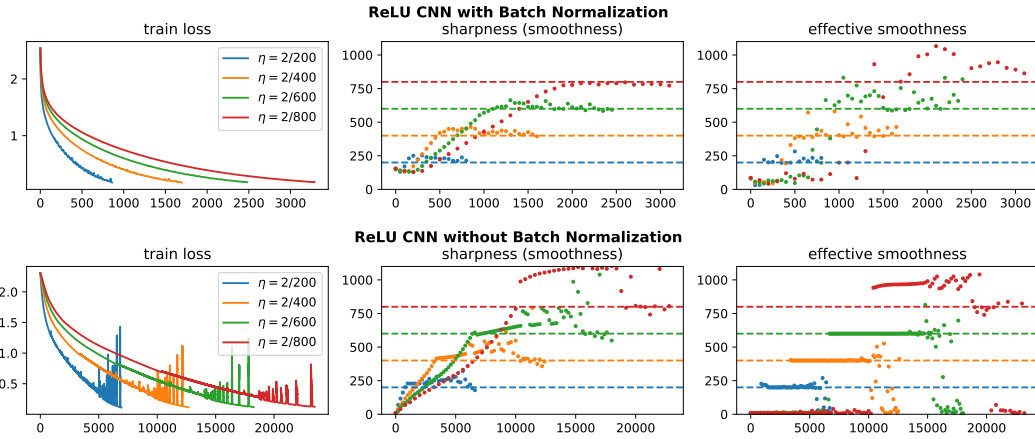 ReLU CNN with Batch Normalization
train loss
sharpness (smoothness)
effective smoothness
η = 2/200
η = 2/400
η = 2/600
η = 2/800
2
1
0 1000 2000 3000
1000
750
500
250
0
0 500 1000 1500 2000 2500 3000
1000
750
500
250
0
0 500 1000 1500 2000 2500 3000
ReLU CNN without Batch Normalization
train loss
sharpness (smoothness)
effective smoothness
η = 2/200
η = 2/400
η = 2/600
η = 2/800
2.0
1.5
1.0
0.5
0 5000 10000 15000 20000
1000
750
500
250
0
0 5000 10000 15000 20000
1000
750
500
250
0
0 5000 10000 15000 20000